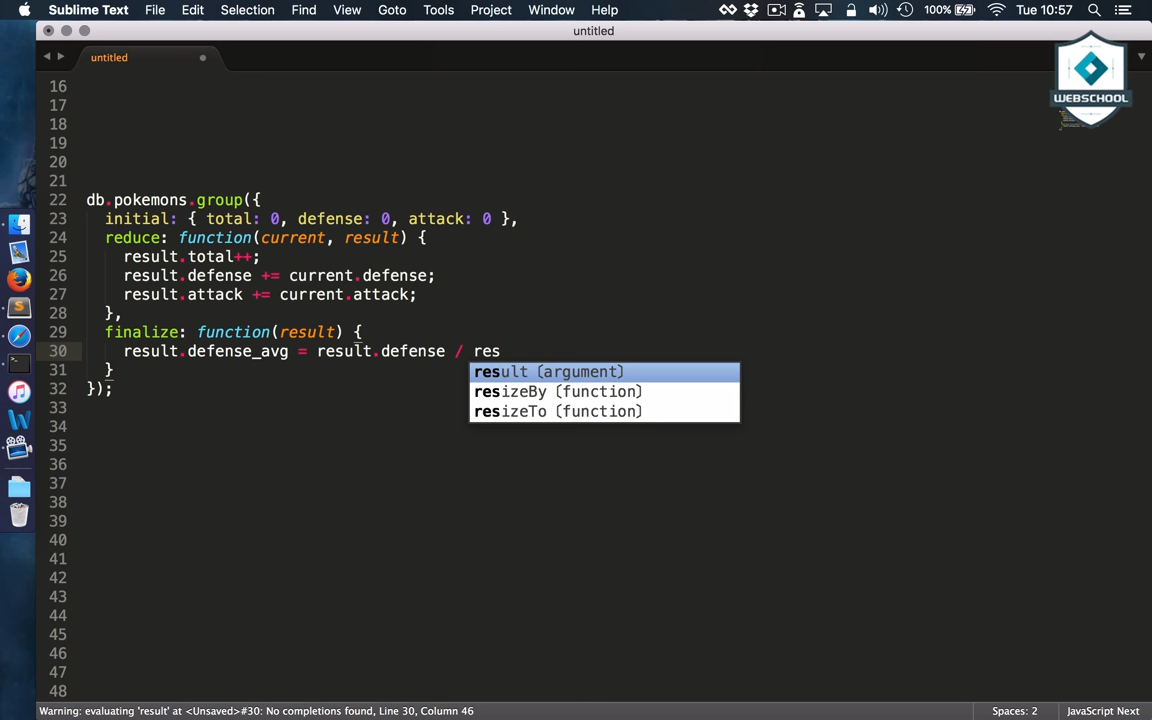 Sublime Text File Edit Selection Find View Goto Tools Project Window Help 100% Tue 10:57
untitled
untitled
WEBSCHOOL
16
17
18
19
20
21
22 db.pokemons.group({
23 initial: { total: 0, defense: 0, attack: 0 },
24 reduce: function(current, result) {
25 result.total++;
26 result.defense += current.defense;
27 result.attack += current.attack;
28 },
29 finalize: function(result) {
30 result.defense_avg = result.defense / res
31 }
result (argument)
32 });
resizeBy (function)
resizeTo (function)
33
34
35
36
37
38
39
40
41
42
43
44
45
46
47
48
Warning: evaluating 'result' at <Unsaved>#30: No completions found, Line 30, Column 46 Spaces: 2 JavaScript Next